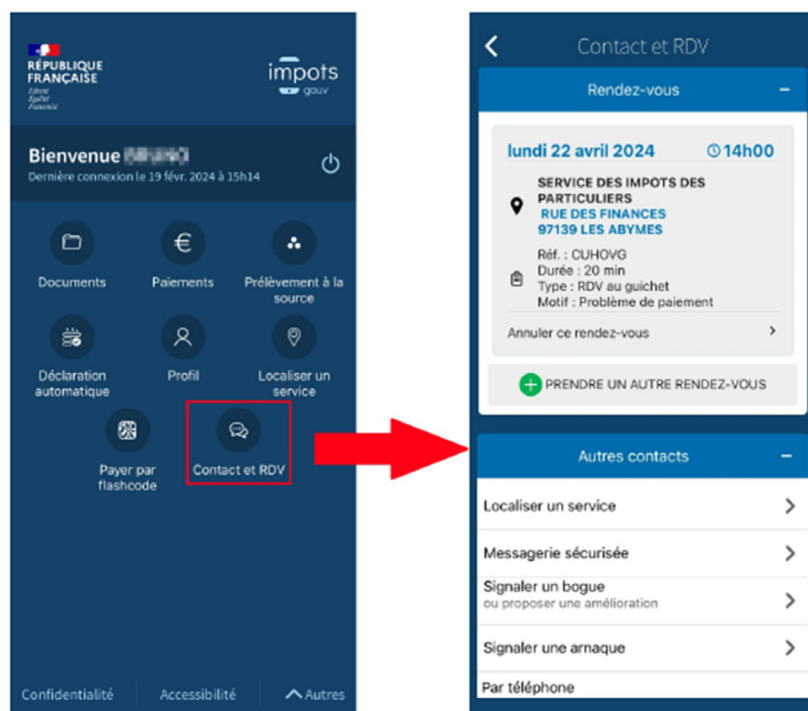 RÉPUBLIQUE
FRANÇAISE
Liberté
Égalité
Fraternité
impots
gouv
Bienvenue
Dernière connexion le 19 févr. 2024 à 15h14
Documents
Paiements
Prélèvement à la
source
Déclaration
automatique
Profil
Localiser un
service
Payer par
flashcode
Contact et RDV
Confidentialité
Accessibilité
Autres
Contact et RDV
Rendez-vous
lundi 22 avril 2024
14h00
SERVICE DES IMPOTS DES
PARTICULIERS
RUE DES FINANCES
97139 LES ABYMES
Réf. : CUHOVG
Durée : 20 min
Type : RDV au guichet
Motif : Problème de paiement
Annuler ce rendez-vous
PRENDRE UN AUTRE RENDEZ-VOUS
Autres contacts
Localiser un service
Messagerie sécurisée
Signaler un bogue
ou proposer une amélioration
Signaler une arnaque
Par téléphone